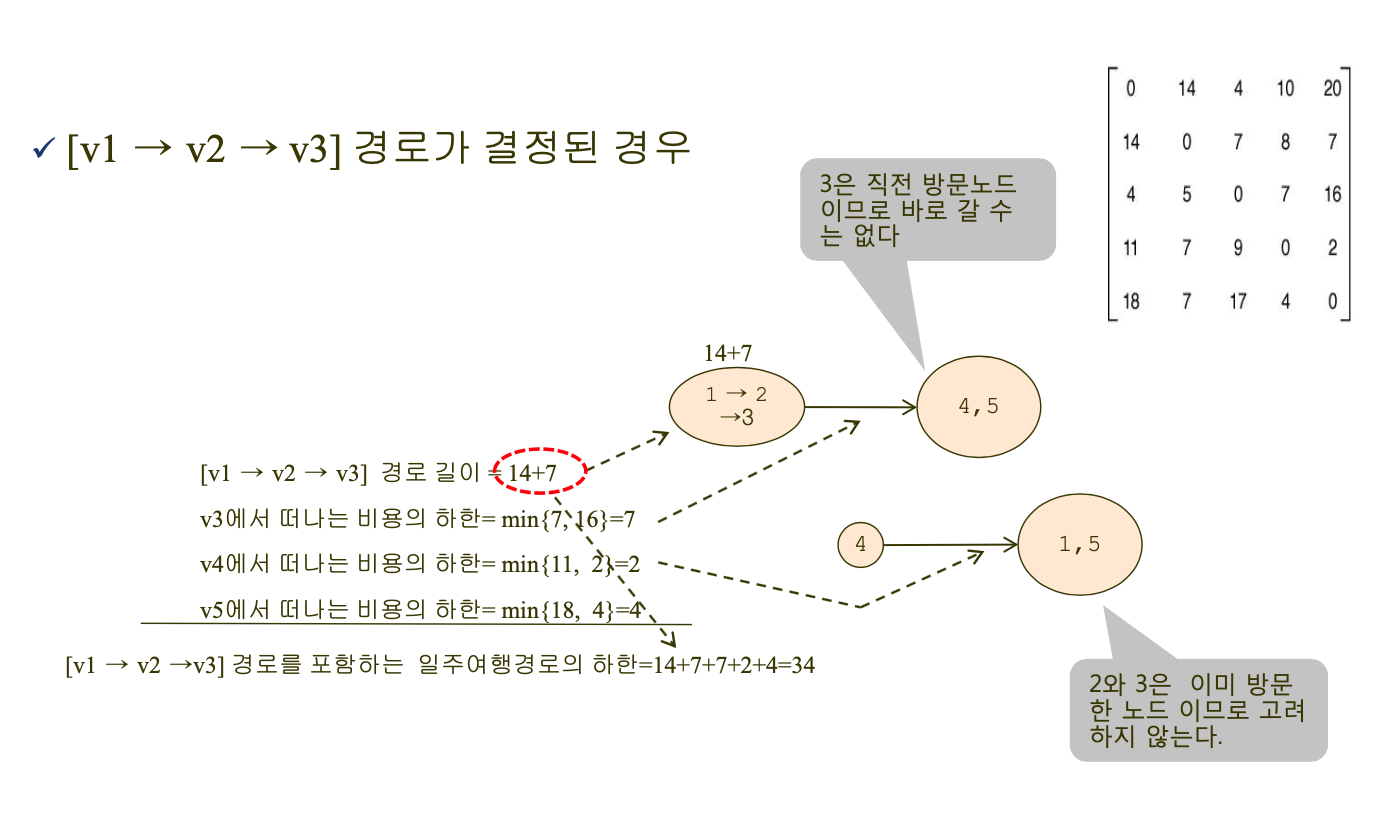 ✓ [v1 → v2 → v3] 경로가 결정된 경우
0 14 4 10 20
14 0 7 8 7
4 5 0 7 16
11 7 9 0 2
18 7 17 4 0
3은 직전 방문노드
이므로 바로 갈 수
는 없다
14+7
1 → 2
→3
4,5
[v1 → v2 → v3] 경로 길이 = 14+7
v3에서 떠나는 비용의 하한= min{7, 16}=7
v4에서 떠나는 비용의 하한= min{11, 2}=2
v5에서 떠나는 비용의 하한= min{18, 4}=4
4
1,5
[v1 → v2 →v3] 경로를 포함하는 일주여행경로의 하한=14+7+7+2+4=34
2와 3은 이미 방문
한 노드 이므로 고려
하지 않는다.